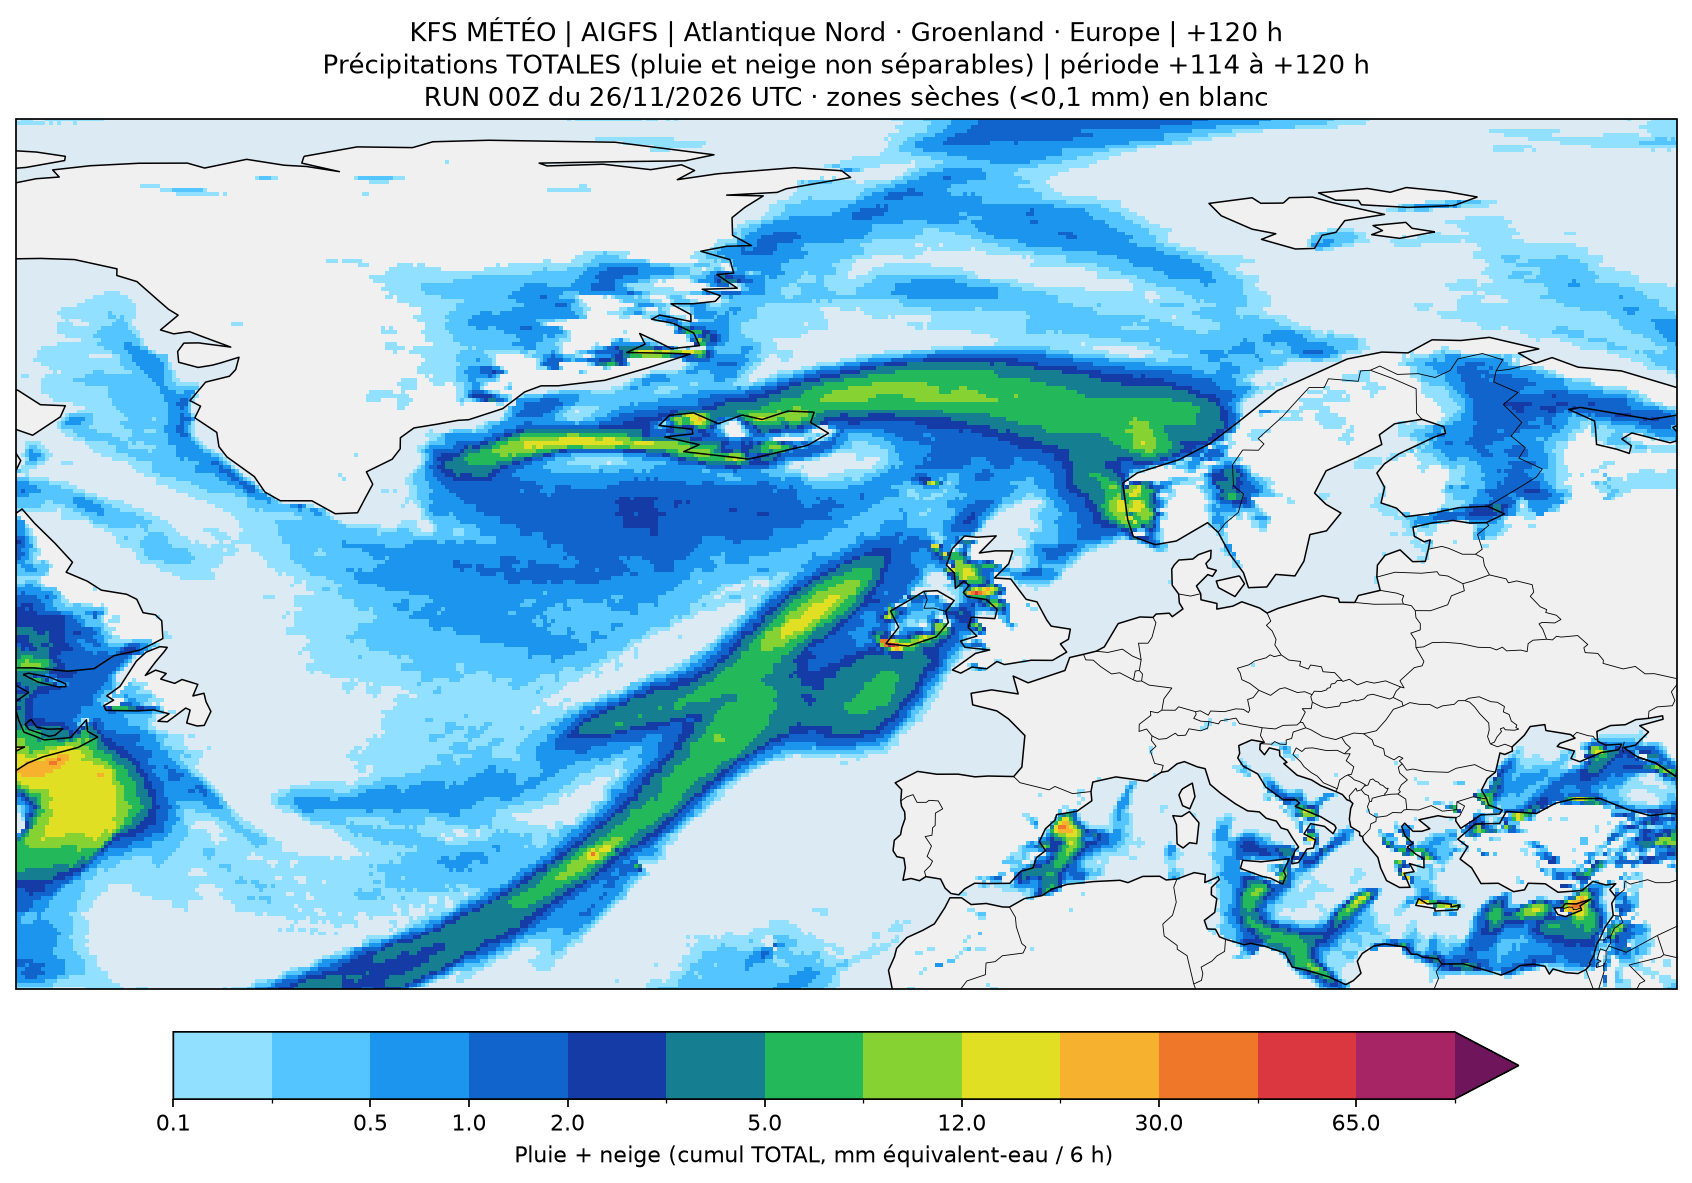 KFS MÉTÉO | AIGFS | Atlantique Nord · Groenland · Europe | +120 h
Précipitations TOTALES (pluie et neige non séparables) | période +114 à +120 h
RUN 00Z du 26/11/2026 UTC · zones sèches (<0,1 mm) en blanc
0.1 0.5 1.0 2.0 5.0 12.0 30.0 65.0
Pluie + neige (cumul TOTAL, mm équivalent-eau / 6 h)